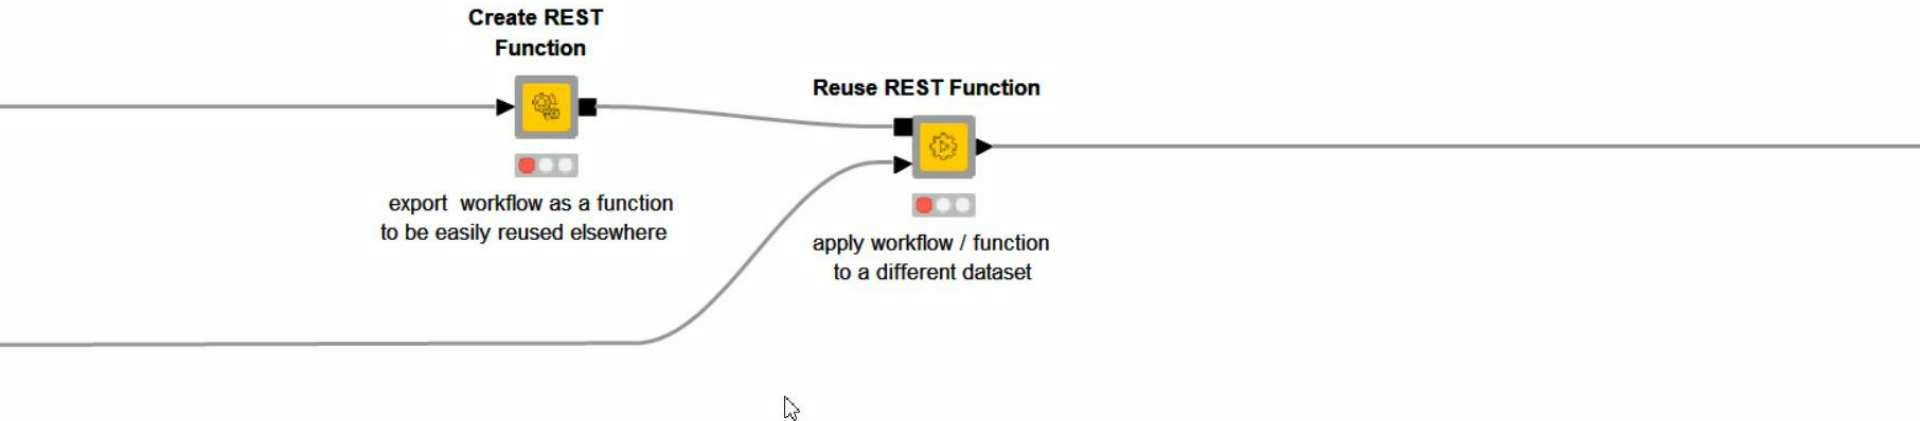 Create REST
Function
Reuse REST Function
export  workflow as a function
to be easily reused elsewhere
apply workflow / function
to a different dataset